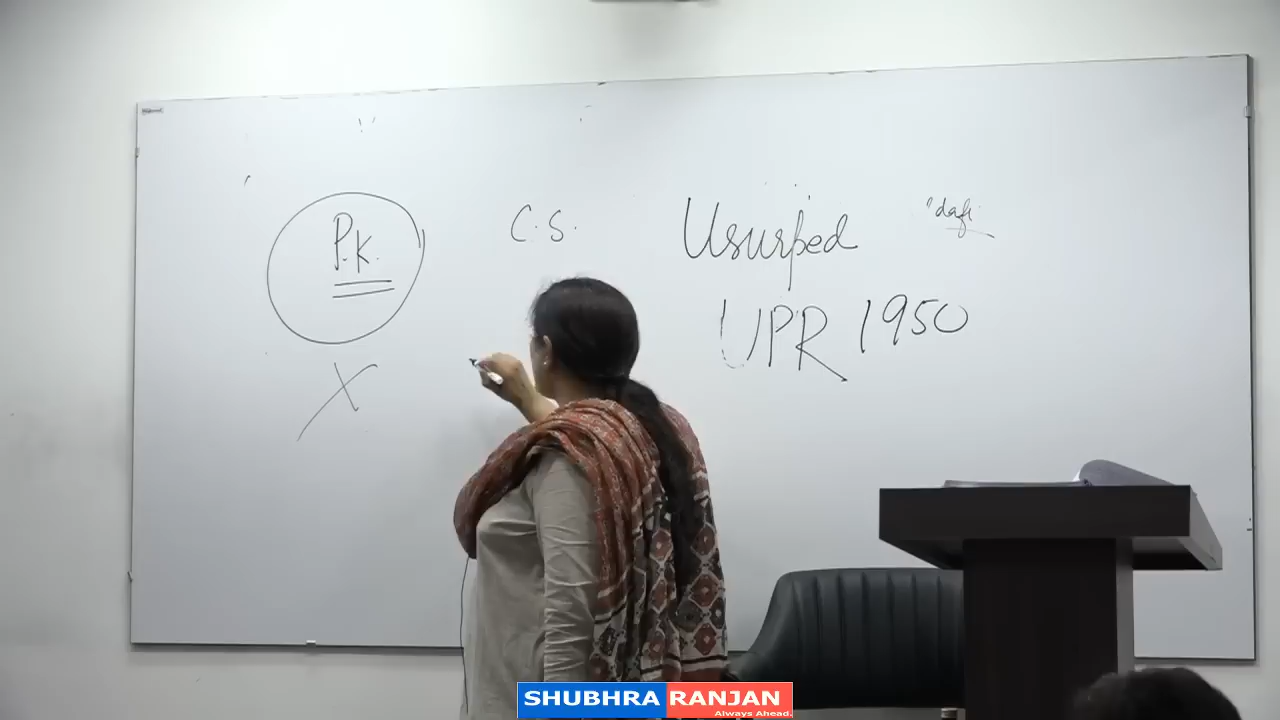 P.K.
C.S.
Usurped
"dafi
UPR 1950
X
SHUBHRA RANJAN
Always Ahead.